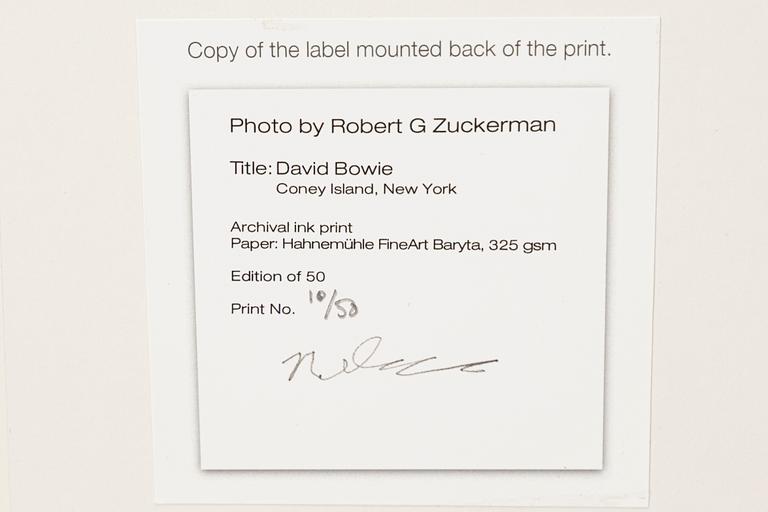 Copy of the label mounted back of the print.
Photo by Robert G Zuckerman
Title: David Bowie
Coney Island, New York
Archival ink print
Paper: Hahnemühle FineArt Baryta, 325 gsm
Edition of 50
Print No. 10/50